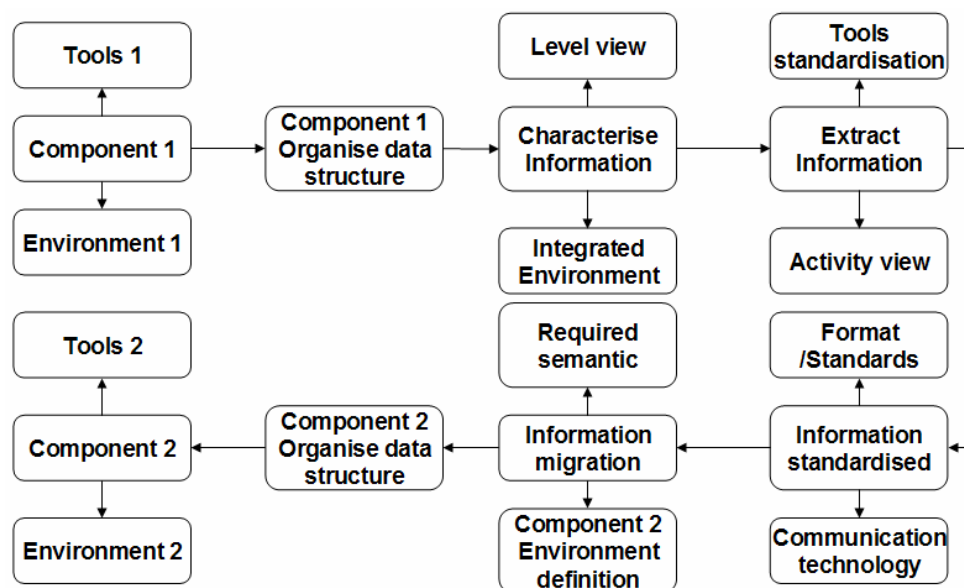 Tools 1
Level view
Tools
standardisation
Component 1
Component 1
Organise data
structure
Characterise
Information
Extract
Information
Environment 1
Integrated
Environment
Activity view
Tools 2
Required
semantic
Format
/Standards
Component 2
Component 2
Organise data
structure
Information
migration
Information
standardised
Environment 2
Component 2
Environment
definition
Communication
technology